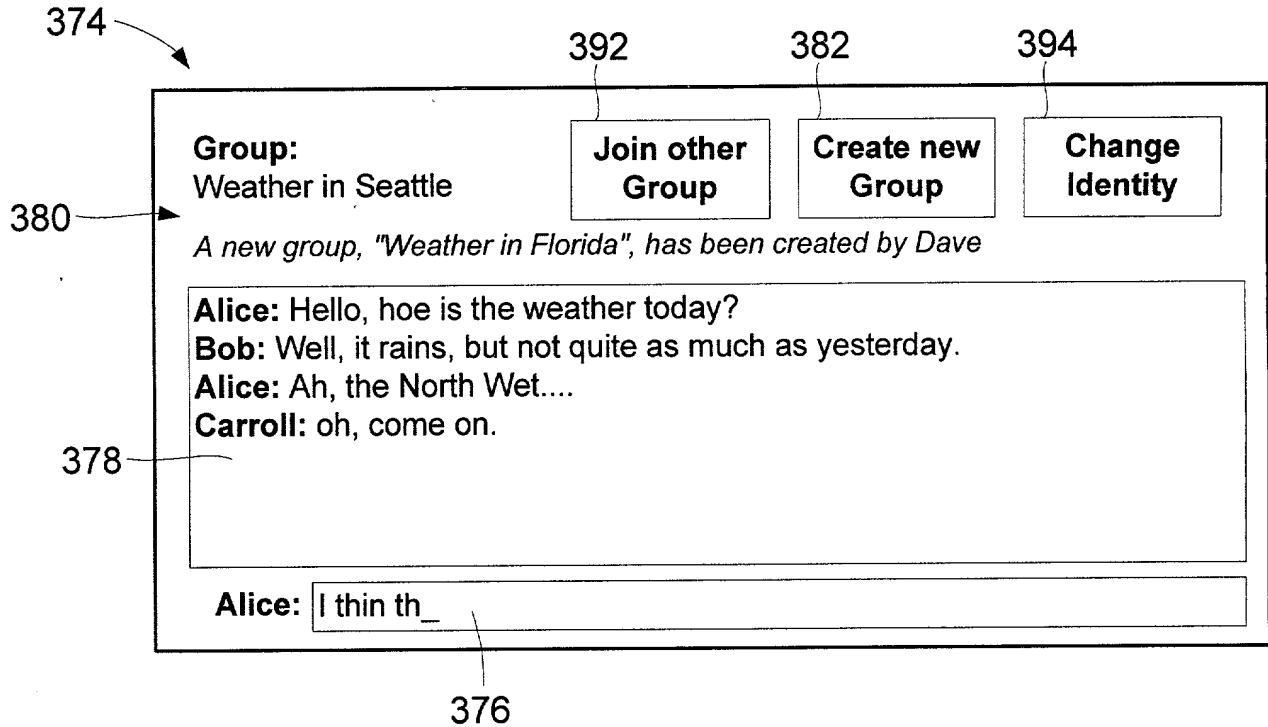 374
392
382
394
Group:
Weather in Seattle
Join other
Group
Create new
Group
Change
Identity
380
A new group, "Weather in Florida", has been created by Dave
Alice: Hello, hoe is the weather today?
Bob: Well, it rains, but not quite as much as yesterday.
Alice: Ah, the North Wet....
Carroll: oh, come on.
378
Alice: I thin th_
376